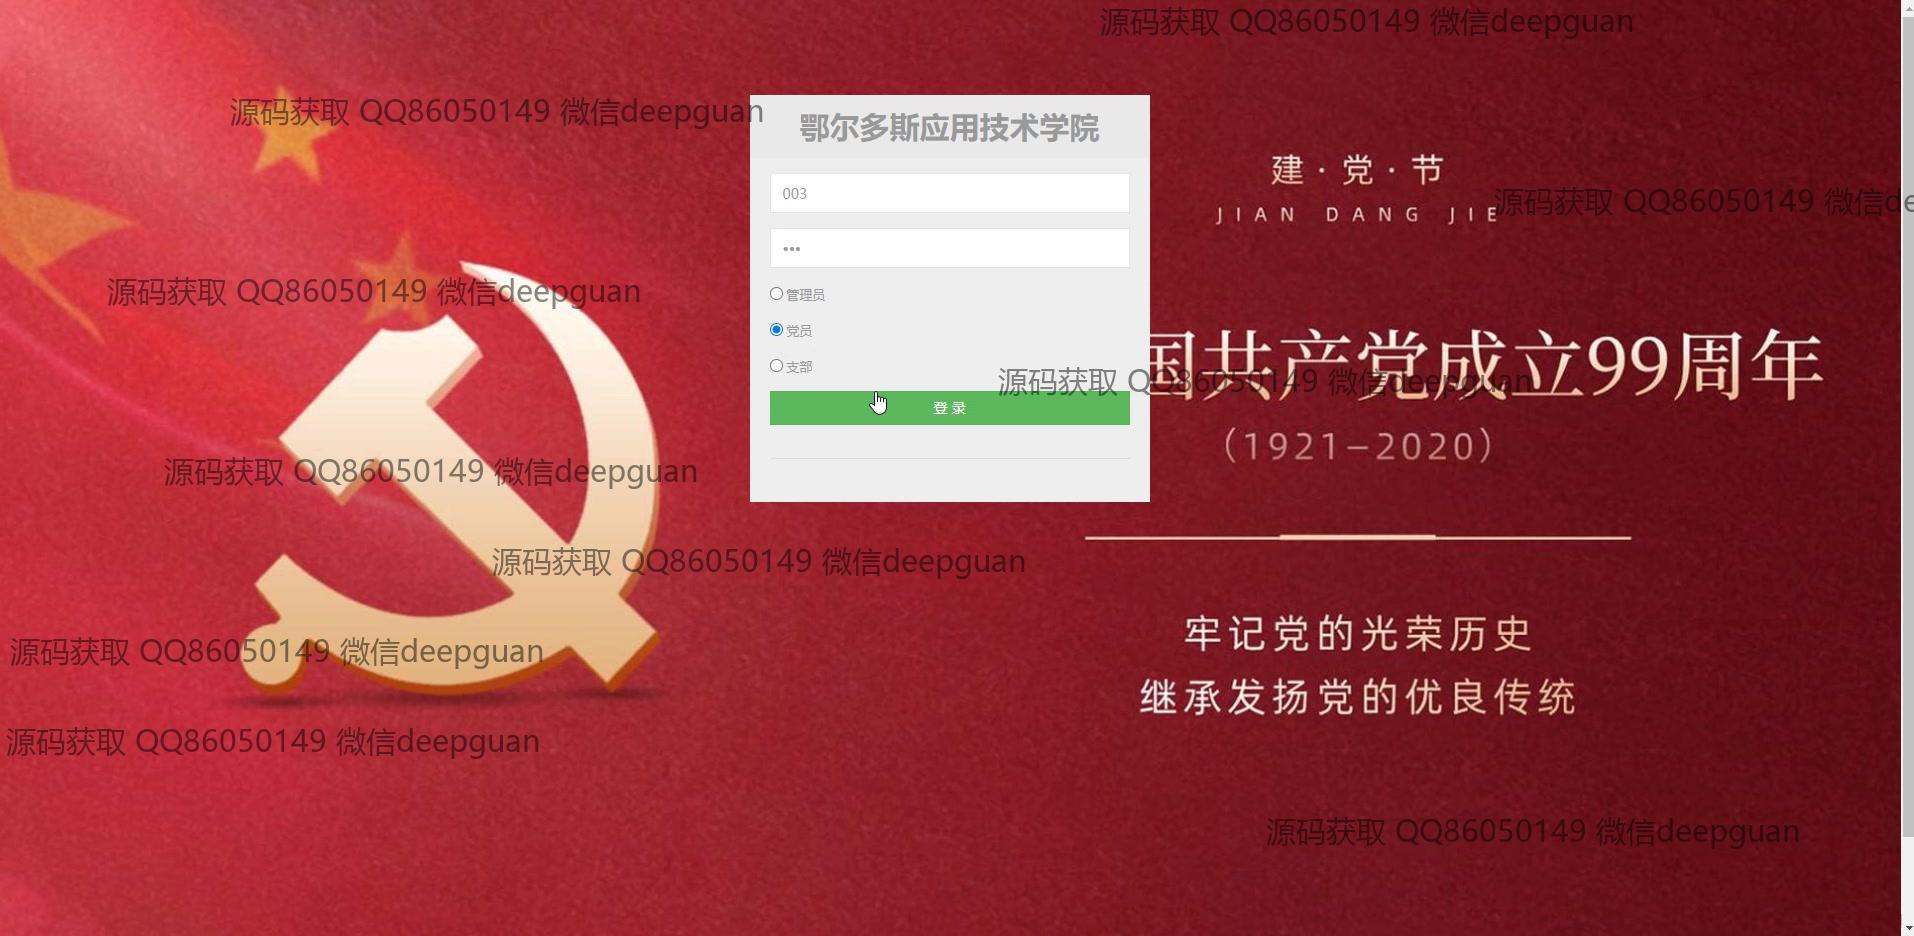 源码获取 QQ86050149 微信deepguan
源码获取 QQ86050149 微信deepguan
鄂尔多斯应用技术学院
建·党·节
003
源码获取 QQ86050149 微信de
JIAN DANG JIE
•••
源码获取 QQ86050149 微信deepguan
管理员
党员
支部
国共产党成立99周年
源码获取 QQ86050149 微信deepguan
登录
(1921-2020)
源码获取 QQ86050149 微信deepguan
源码获取 QQ86050149 微信deepguan
牢记党的光荣历史
源码获取 QQ86050149 微信deepguan
继承发扬党的优良传统
源码获取 QQ86050149 微信deepguan
源码获取 QQ86050149 微信deepguan